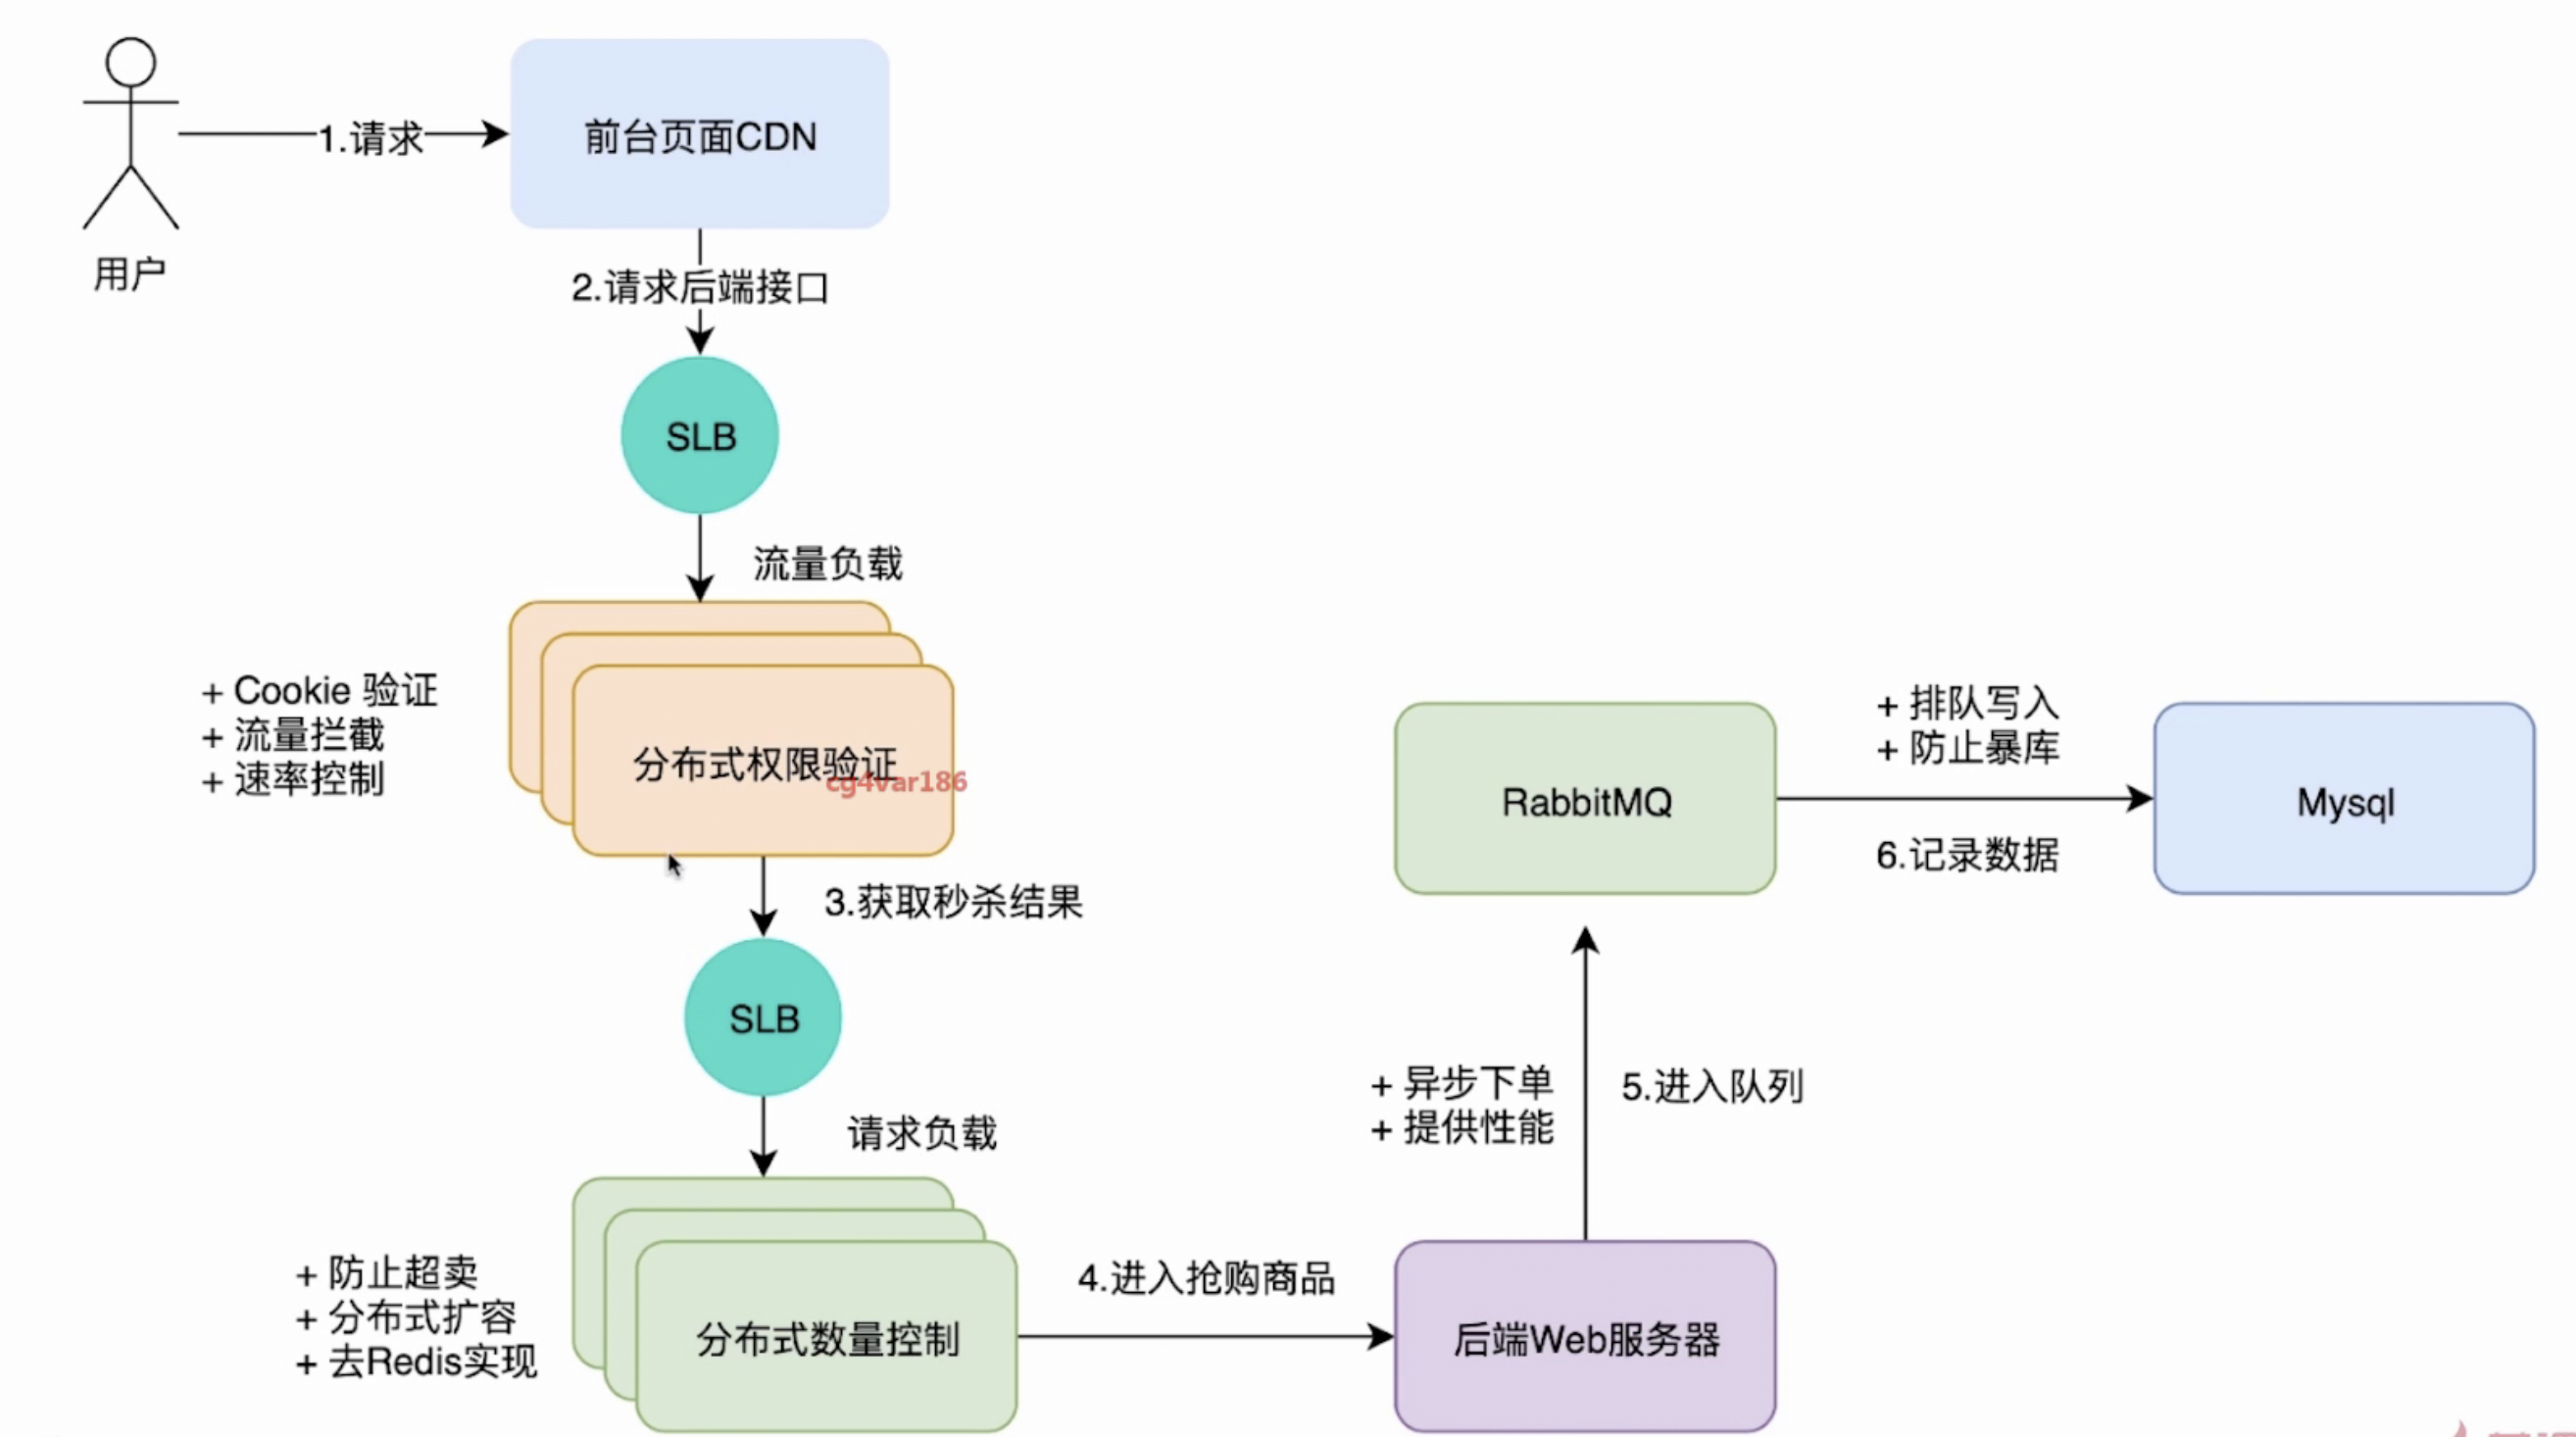 1.请求
前台页面CDN
用户
2.请求后端接口
SLB
流量负载
+ Cookie 验证
+ 流量拦截
+ 速率控制
分布式权限验证
cg4var186
3.获取秒杀结果
SLB
请求负载
+ 防止超卖
+ 分布式扩容
+ 去Redis实现
分布式数量控制
4.进入抢购商品
后端Web服务器
+ 异步下单
+ 提供性能
5.进入队列
RabbitMQ
+ 排队写入
+ 防止暴库
6.记录数据
Mysql